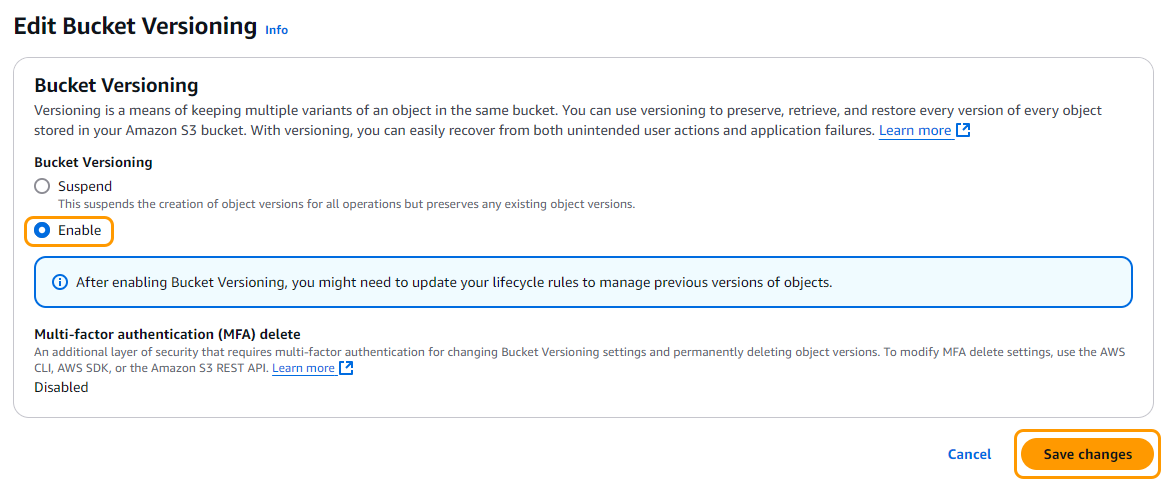 Edit Bucket Versioning Info
Bucket Versioning
Versioning is a means of keeping multiple variants of an object in the same bucket. You can use versioning to preserve, retrieve, and restore every version of every object
stored in your Amazon S3 bucket. With versioning, you can easily recover from both unintended user actions and application failures. Learn more
Bucket Versioning
Suspend
This suspends the creation of object versions for all operations but preserves any existing object versions.
Enable
After enabling Bucket Versioning, you might need to update your lifecycle rules to manage previous versions of objects.
Multi-factor authentication (MFA) delete
An additional layer of security that requires multi-factor authentication for changing Bucket Versioning settings and permanently deleting object versions. To modify MFA delete settings, use the AWS
CLI, AWS SDK, or the Amazon S3 REST API. Learn more
Disabled
Cancel Save changes